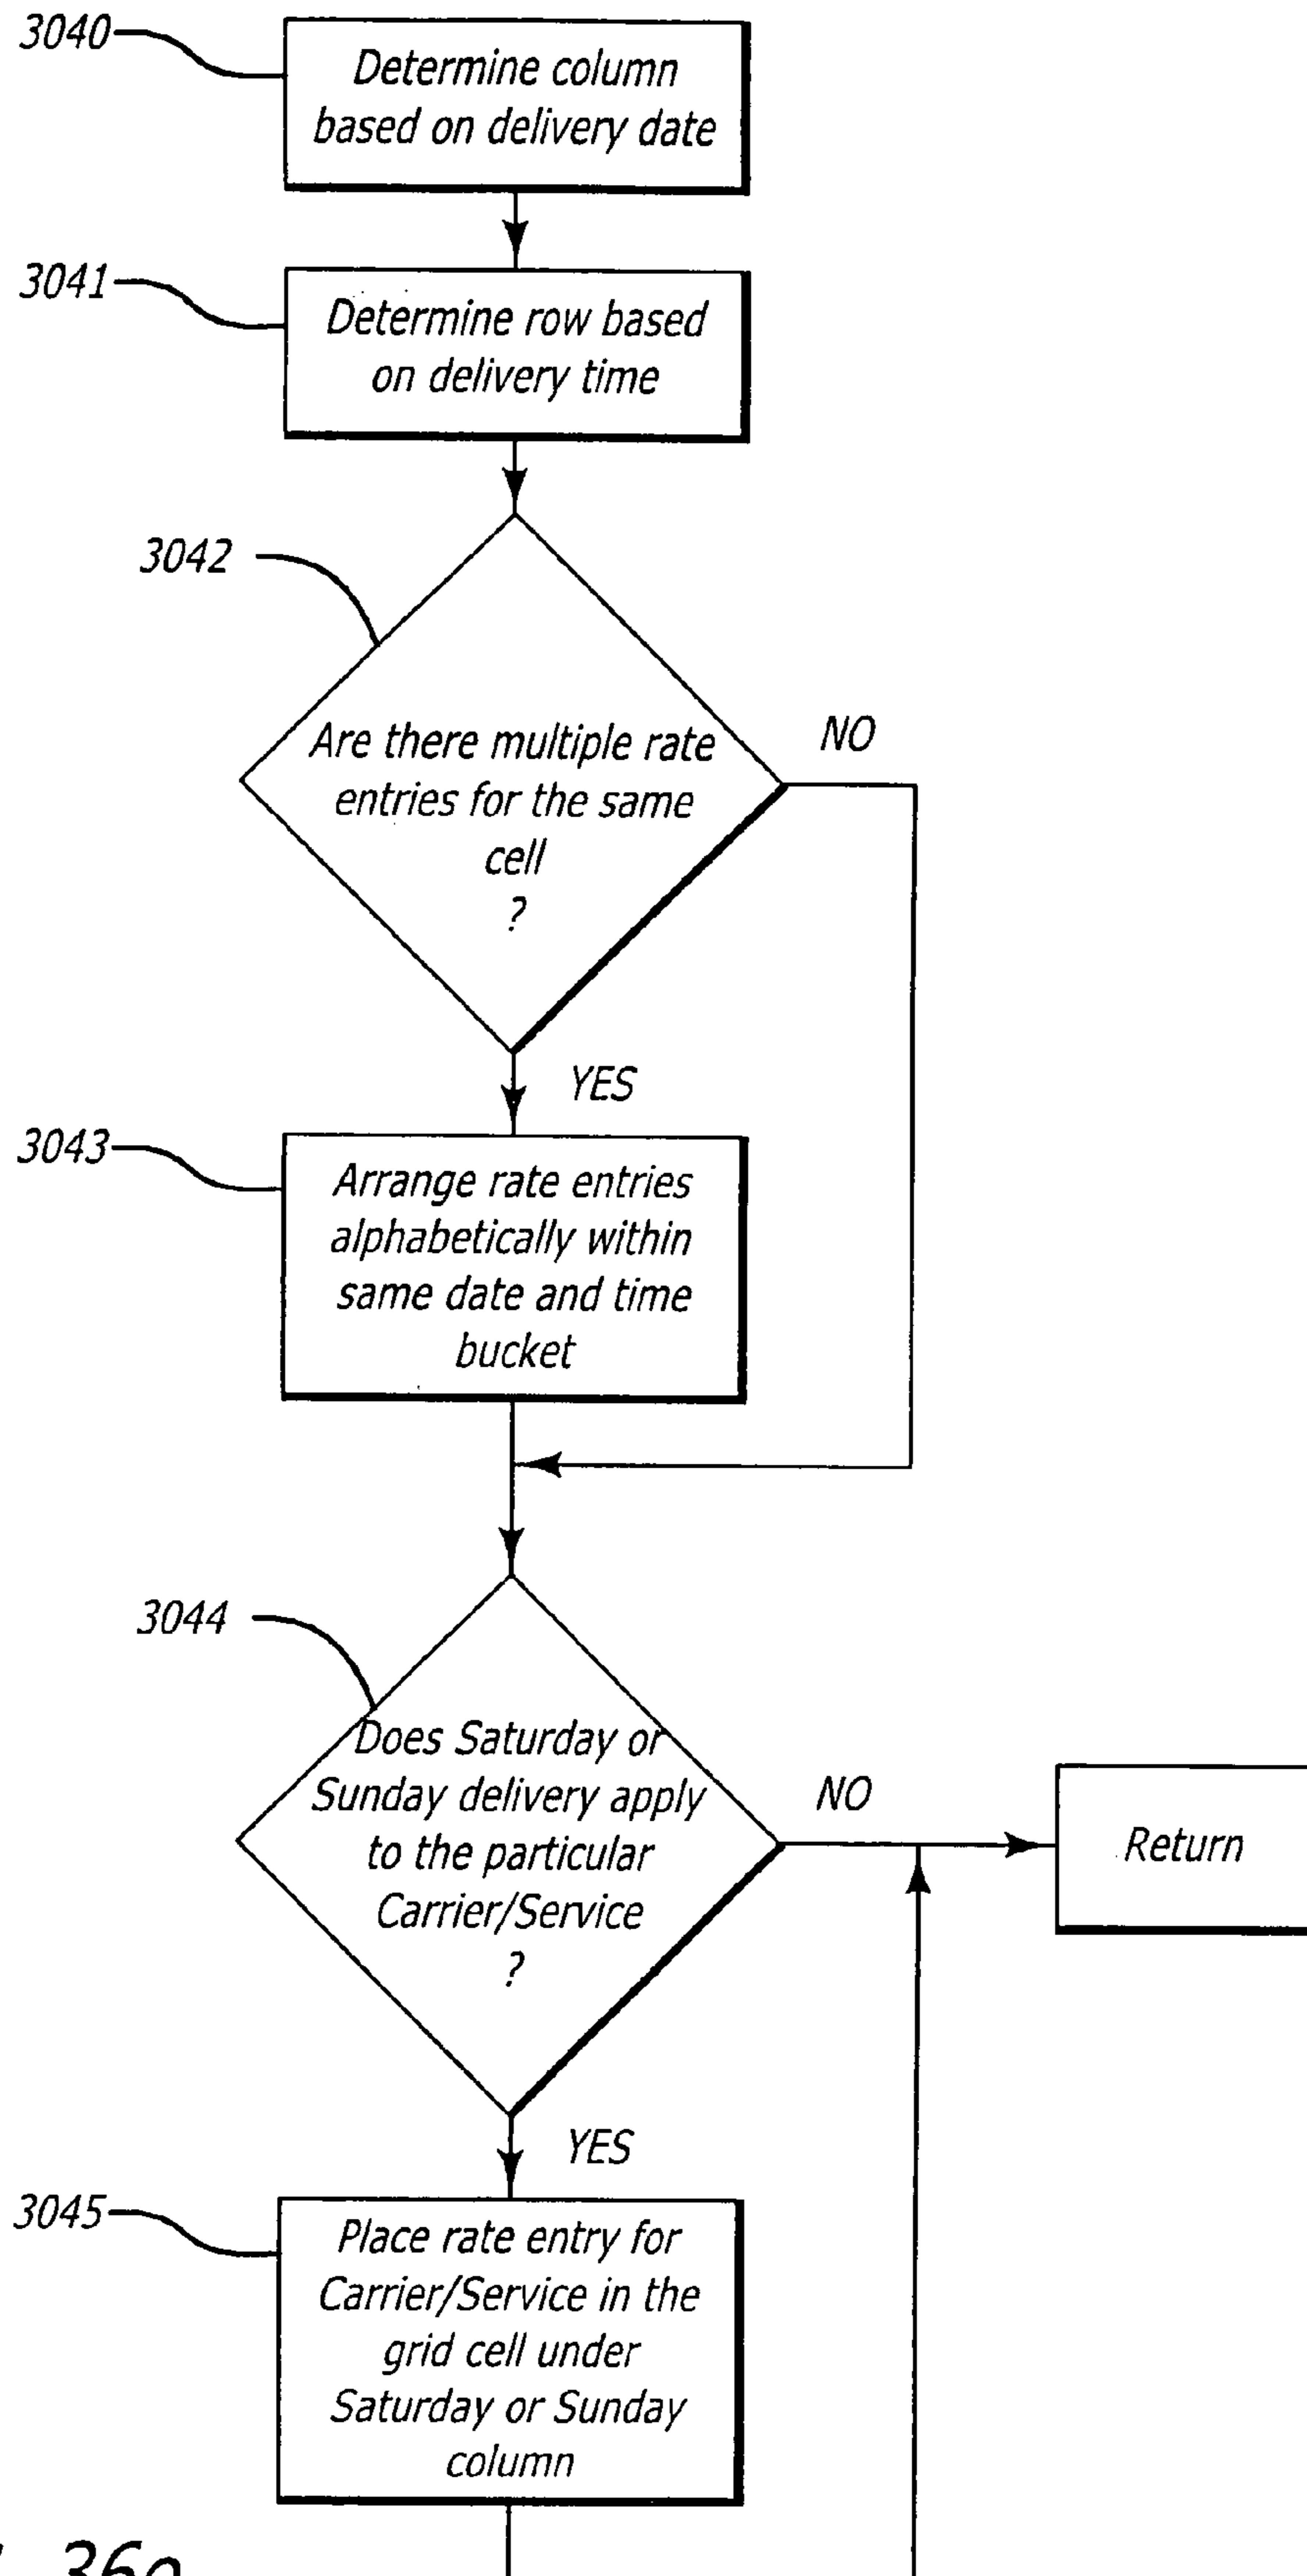 3040
Determine column
based on delivery date
3041
Determine row based
on delivery time
3042
Are there multiple rate
entries for the same
cell
?
NO
YES
3043
Arrange rate entries
alphabetically within
same date and time
bucket
3044
Does Saturday or
Sunday delivery apply
to the particular
Carrier/Service
?
NO
Return
YES
3045
Place rate entry for
Carrier/Service in the
grid cell under
Saturday or Sunday
column